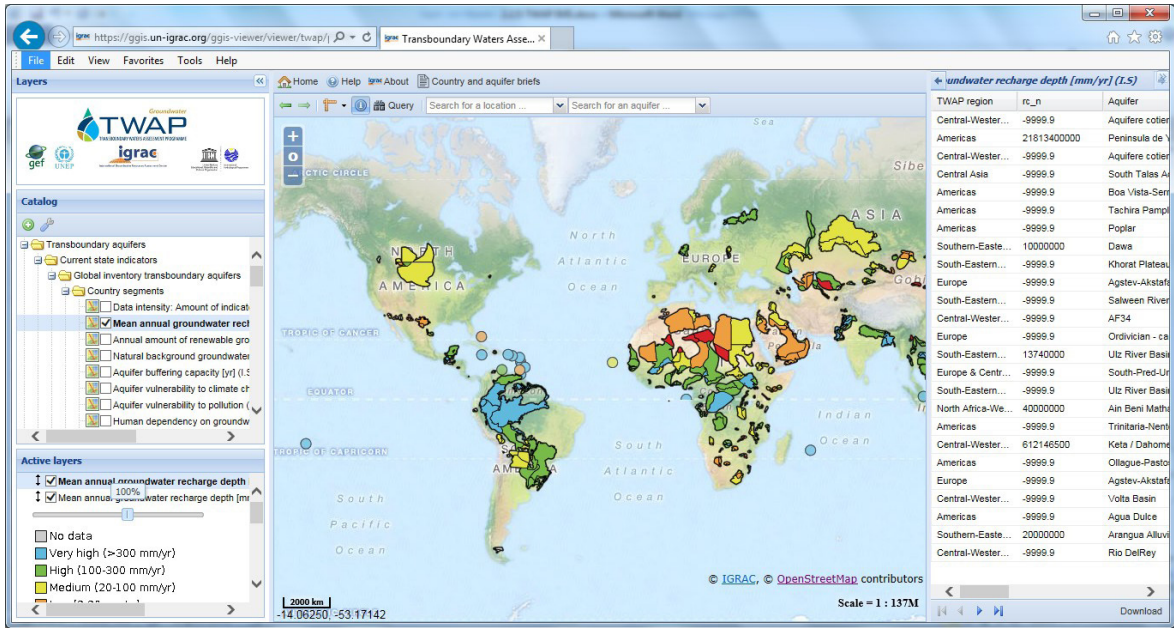 https://ggis.un-igrac.org/ggis-viewer/viewer/twap/
Transboundary Waters Asse...
File Edit View Favorites Tools Help
Layers
Home Help About Country and aquifer briefs
Query Search for a location ... Search for an aquifer ...
Groundwater
TWAP
TRANSBOUNDARY WATERS ASSESSMENT PROGRAMME
igrac
gef UNEP
Catalog
Transboundary aquifers
Current state indicators
Global inventory transboundary aquifers
Country segments
Data intensity: Amount of indicate
Mean annual groundwater rech
Annual amount of renewable gro
Natural background groundwater
Aquifer buffering capacity [yr] (I.S
Aquifer vulnerability to climate ch
Aquifer vulnerability to pollution (
Human dependency on groundw
Active layers
Mean annual groundwater recharge depth
100%
Mean annual groundwater recharge depth [mm
No data
Very high (>300 mm/yr)
High (100-300 mm/yr)
Medium (20-100 mm/yr)
CTIC CIRCLE
Sea
Sibe
ASIA
North
Atlantic
Ocean
EUROPE
NORTH
AMERICA
Gobi
TROPIC OF CANCER
EQUATOR
Indian
Ocean
TROPIC OF CAPRICORN
South
Atlantic
Ocean
AMERICA
South
Pacific
Ocean
© IGRAC, © OpenStreetMap contributors
2000 km
Scale = 1 : 137M
-14.06250, -53.17142
undwater recharge depth [mm/yr] (I.S)
TWAP region rc_n Aquifer
Central-Wester... -9999.9 Aquifere cotier
Americas 21813400000 Peninsula de Y
Central-Wester... -9999.9 Aquifere cotier
Central Asia -9999.9 South Talas A
Americas -9999.9 Boa Vista-Serr
Americas -9999.9 Tachira Pampl
Americas -9999.9 Poplar
Southern-Easte... 10000000 Dawa
South-Eastern... -9999.9 Khorat Plateau
Europe -9999.9 Agstev-Akstafa
South-Eastern... -9999.9 Salween River
Central-Wester... -9999.9 AF34
Europe -9999.9 Ordivician - ca
South-Eastern... 13740000 Ulz River Basi
Europe & Centr... -9999.9 South-Pred-Ur
South-Eastern... -9999.9 Ulz River Basi
North Africa-We... 40000000 Ain Beni Matha
Americas -9999.9 Trinitaria-Nent
Central-Wester... 612146500 Keta / Dahome
Americas -9999.9 Ollague-Pasto
Europe -9999.9 Agstev-Akstafa
Central-Wester... -9999.9 Volta Basin
Americas -9999.9 Agua Dulce
Southern-Easte... 20000000 Arangua Alluvi
Central-Wester... -9999.9 Rio DelRey
Download